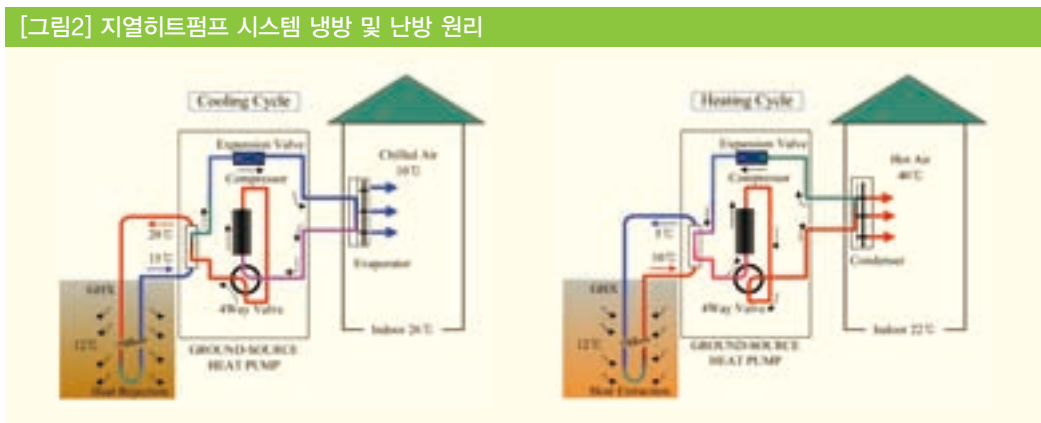 [그림2] 지열히트펌프 시스템 냉방 및 난방 원리
Cooling Cycle
Expansion Valve
Compressor
Chilled Air
Evaporator
20℃
15℃
GHX
12℃
4Way Valve
Indoor 26℃
GROUND-SOURCE
HEAT PUMP
Heat Rejection
Heating Cycle
Expansion Valve
Compressor
Hot Air
40℃
Condenser
5℃
10℃
GHX
12℃
4Way Valve
Indoor 22℃
GROUND-SOURCE
HEAT PUMP
Heat Extraction